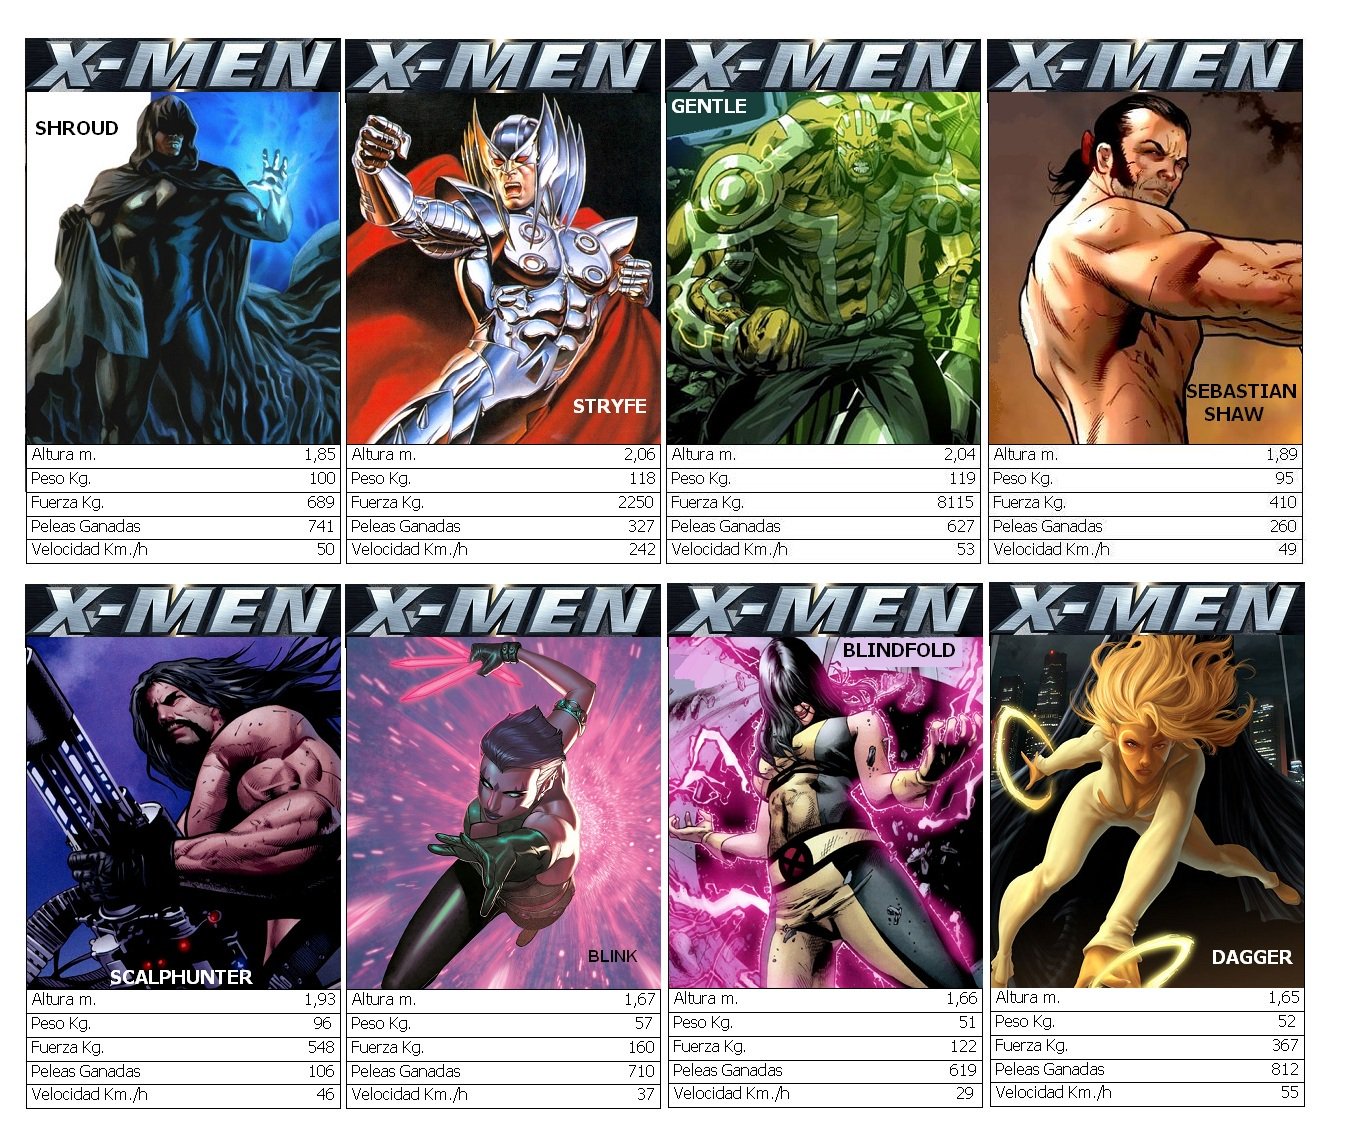 X-MEN
SHROUD
Altura m. 1,85
Peso Kg. 100
Fuerza Kg. 689
Peleas Ganadas 741
Velocidad Km./h 50
X-MEN
STRYFE
Altura m. 2,06
Peso Kg. 118
Fuerza Kg. 2250
Peleas Ganadas 327
Velocidad Km./h 242
X-MEN
GENTLE
Altura m. 2,04
Peso Kg. 119
Fuerza Kg. 8115
Peleas Ganadas 627
Velocidad Km./h 53
X-MEN
SEBASTIAN
SHAW
Altura m. 1,89
Peso Kg. 95
Fuerza Kg. 410
Peleas Ganadas 260
Velocidad Km./h 49
X-MEN
SCALPHUNTER
Altura m. 1,93
Peso Kg. 96
Fuerza Kg. 548
Peleas Ganadas 106
Velocidad Km./h 46
X-MEN
BLINK
Altura m. 1,67
Peso Kg. 57
Fuerza Kg. 160
Peleas Ganadas 710
Velocidad Km./h 37
X-MEN
BLINDFOLD
Altura m. 1,66
Peso Kg. 51
Fuerza Kg. 122
Peleas Ganadas 619
Velocidad Km./h 29
X-MEN
DAGGER
Altura m. 1,65
Peso Kg. 52
Fuerza Kg. 367
Peleas Ganadas 812
Velocidad Km./h 55